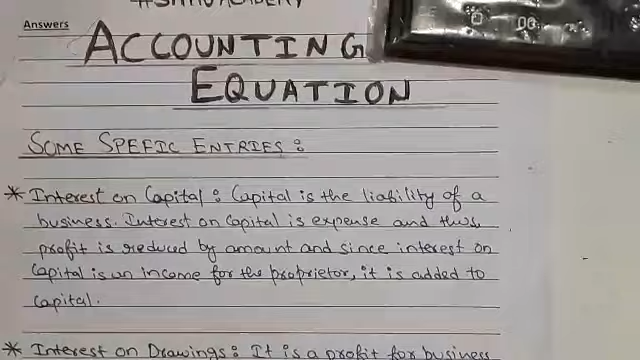 Answers
ACCOUNTING
EQUATION
SOME SPEFIC ENTRIES :
* Interest on Capital : Capital is the liability of a
business. Interest on Capital is expense and thus
profit is reduced by amount and since interest on
Capital is an income for the proprietor, it is added to
Capital.
* Interest on Drawings : It is a profit for business